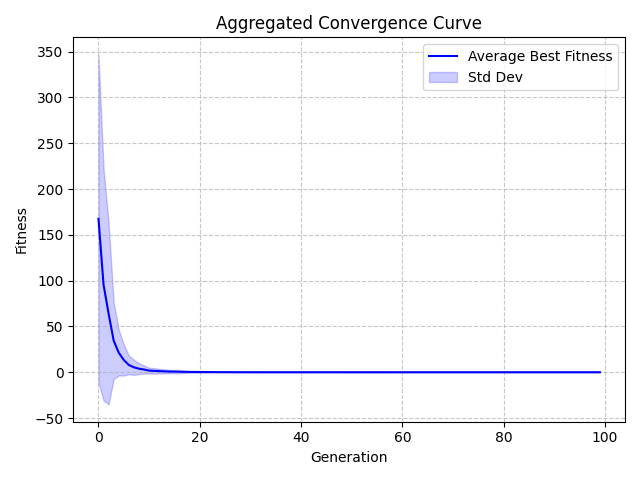 Aggregated Convergence Curve
Average Best Fitness
Std Dev
Fitness
350
300
250
200
150
100
50
0
−50
0 20 40 60 80 100
Generation